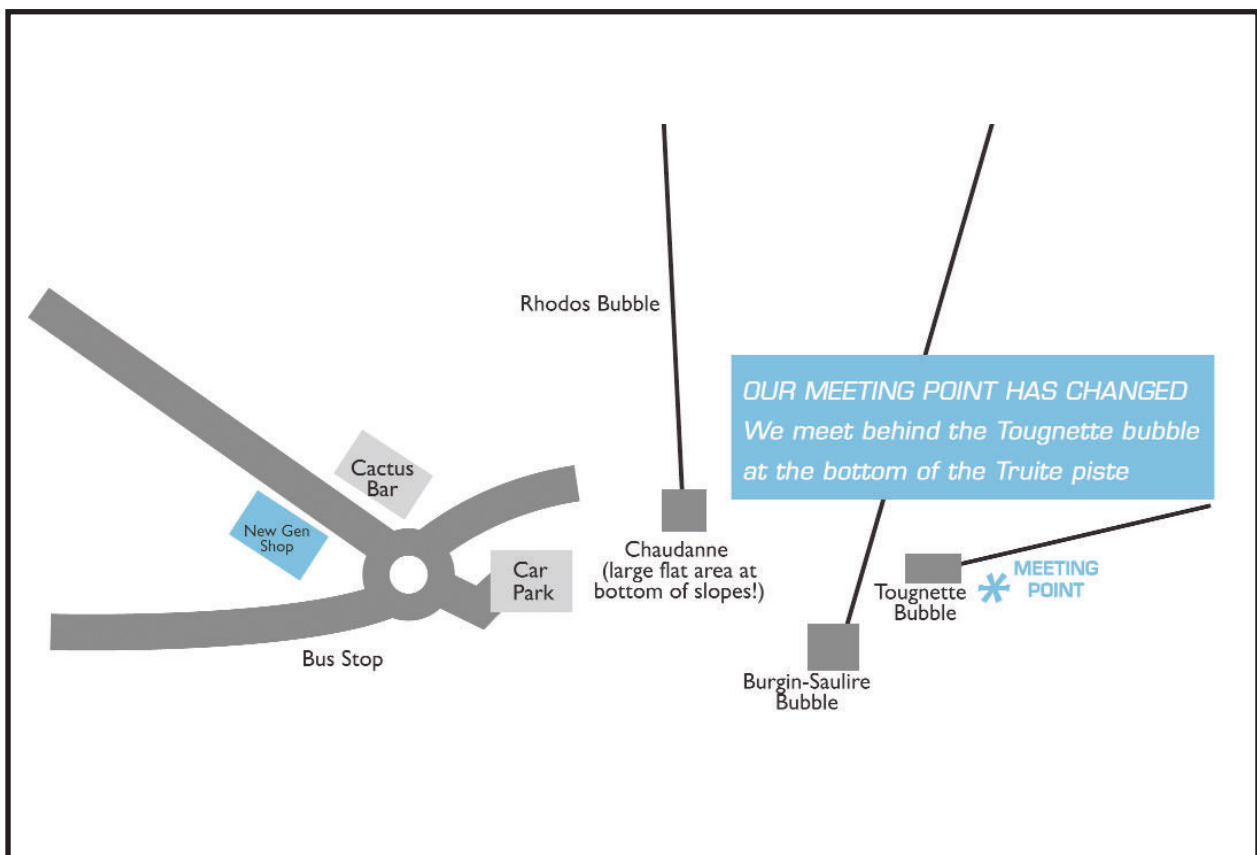 Rhodos Bubble
OUR MEETING POINT HAS CHANGED
We meet behind the Tougnette bubble
at the bottom of the Truite piste
Cactus
Bar
New Gen
Shop
Car
Park
Chaudanne
(large flat area at
bottom of slopes!)
Tougnette
Bubble
MEETING
POINT
Bus Stop
Burgin-Saulire
Bubble